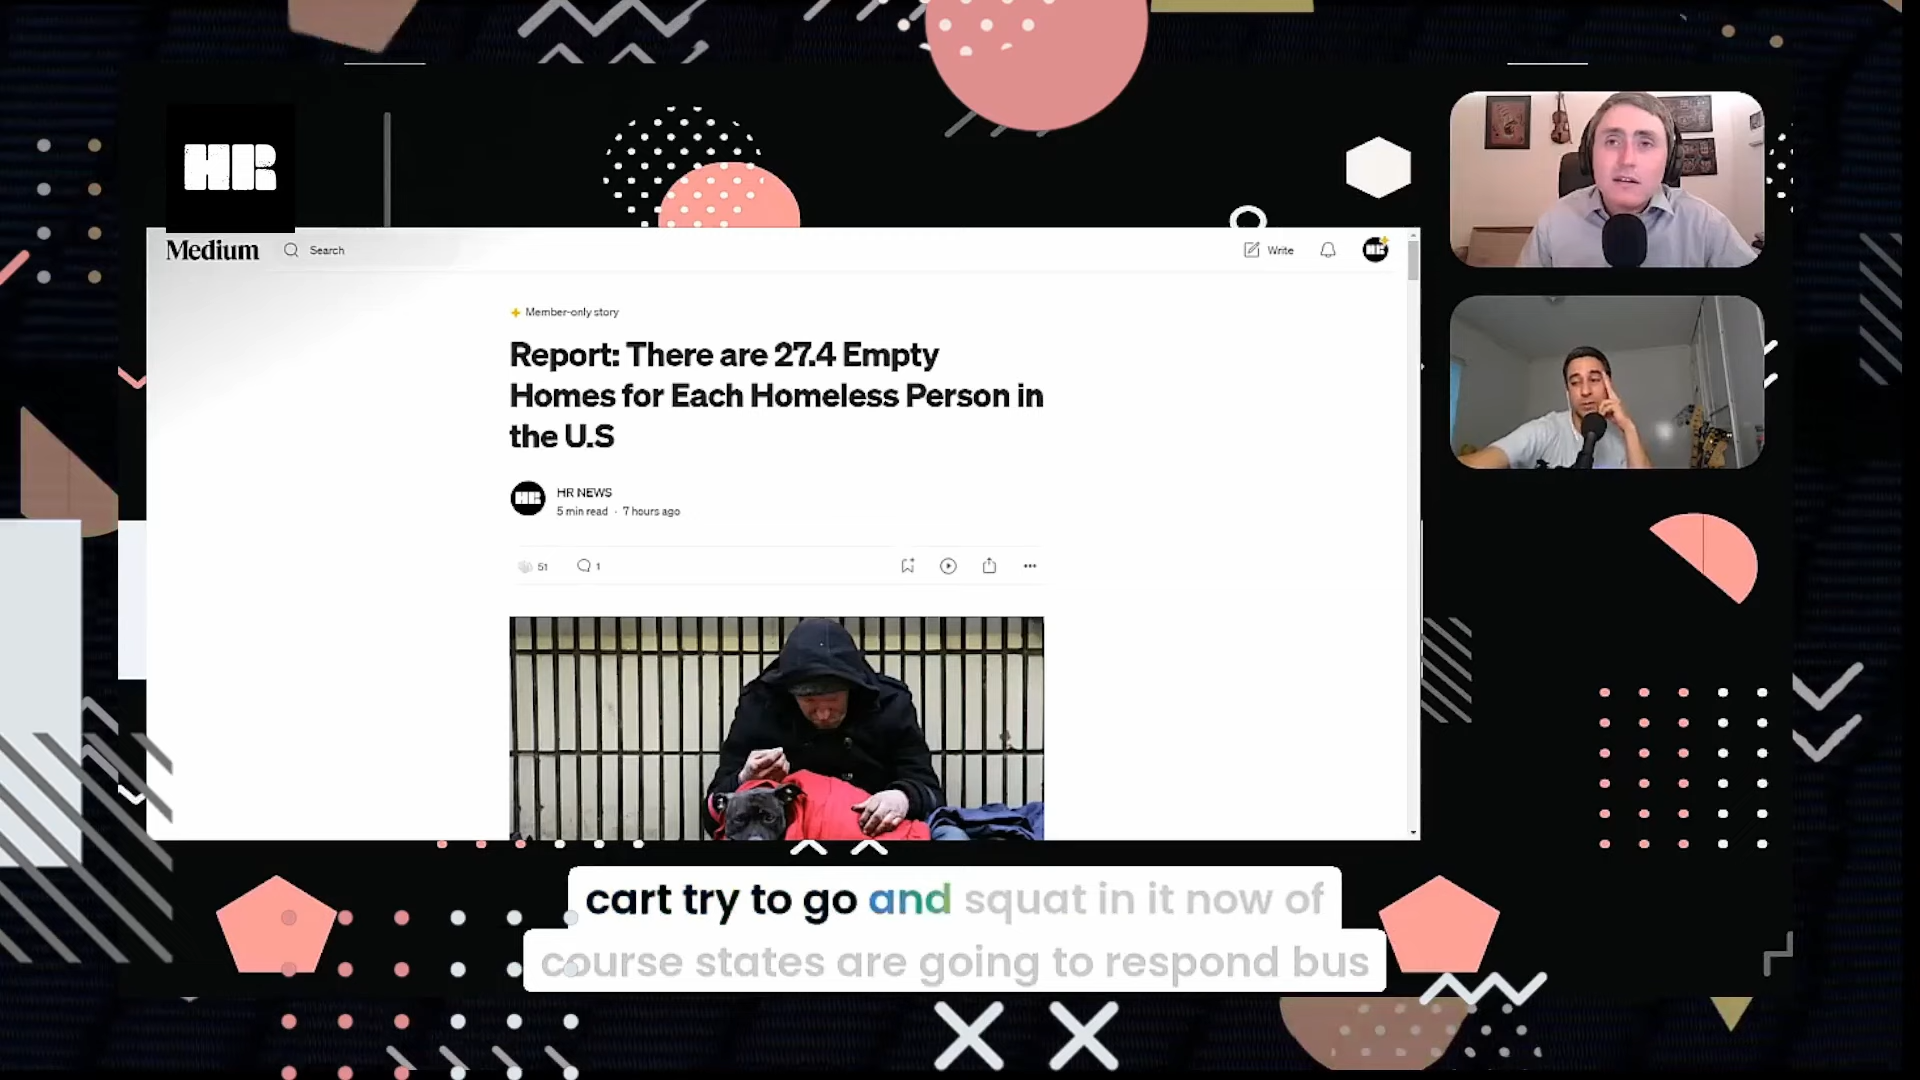 HR
Medium
Search
Write
HR
Member-only story
Report: There are 27.4 Empty
Homes for Each Homeless Person in
the U.S
HR
HR NEWS
5 min read · 7 hours ago
51
1
cart try to go and squat in it now of
course states are going to respond bus